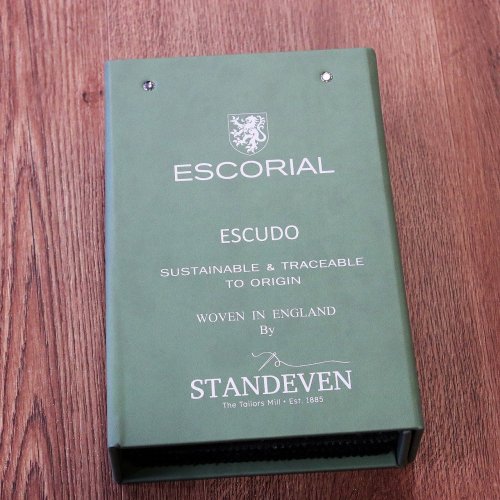 ESCORIAL
ESCUDO
SUSTAINABLE & TRACEABLE
TO ORIGIN
WOVEN IN ENGLAND
By
STANDEVEN
The Tailors Mill • Est. 1885